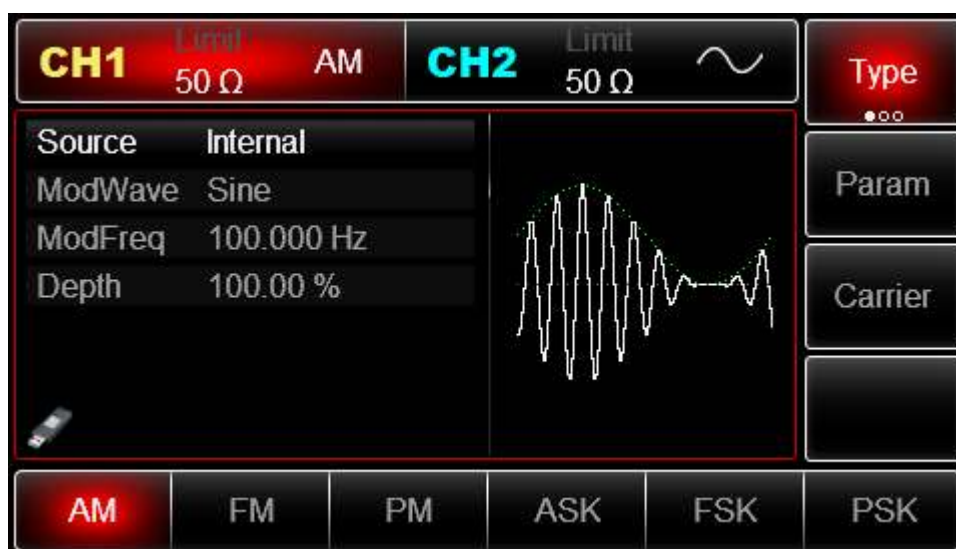 CH1 Limit 50 Ω AM
CH2 Limit 50 Ω
Type
Source Internal
ModWave Sine
ModFreq 100.000 Hz
Depth 100.00 %
Param
Carrier
AM FM PM ASK FSK PSK